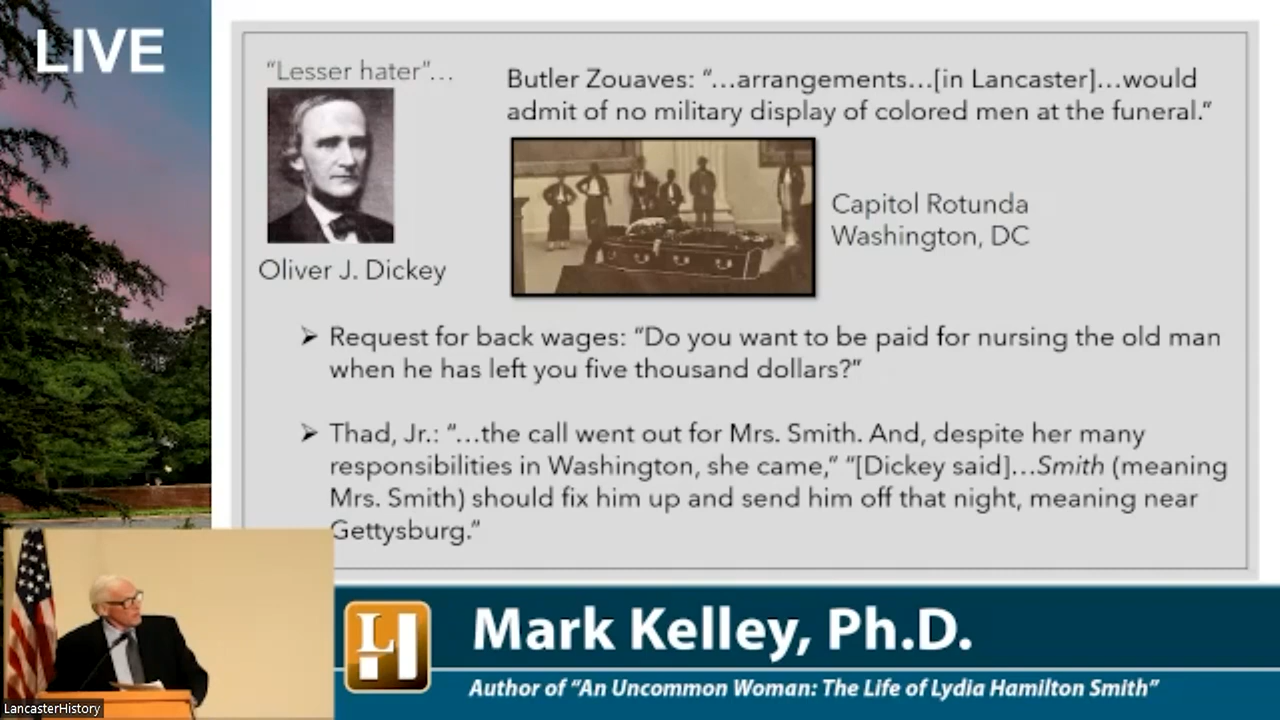 LIVE
“Lesser hater”…
Butler Zouaves: “…arrangements…[in Lancaster]…would
admit of no military display of colored men at the funeral.”
Capitol Rotunda
Washington, DC
Oliver J. Dickey
➢ Request for back wages: “Do you want to be paid for nursing the old man
when he has left you five thousand dollars?”
➢ Thad, Jr.: “…the call went out for Mrs. Smith. And, despite her many
responsibilities in Washington, she came,” “[Dickey said]…Smith (meaning
Mrs. Smith) should fix him up and send him off that night, meaning near
Gettysburg.”
LH
Mark Kelley, Ph.D.
Author of “An Uncommon Woman: The Life of Lydia Hamilton Smith”
LancasterHistory